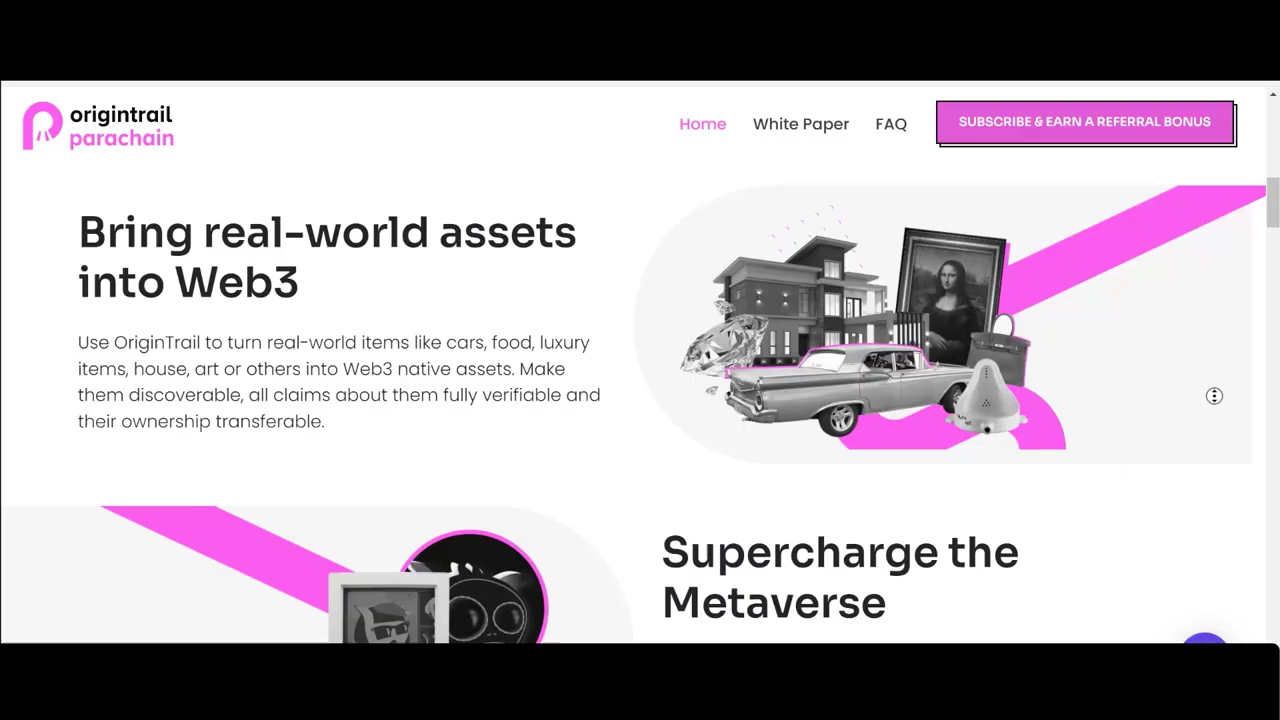 origintrail
parachain
Home
White Paper
FAQ
SUBSCRIBE & EARN A REFERRAL BONUS
Bring real-world assets
into Web3
Use OriginTrail to turn real-world items like cars, food, luxury
items, house, art or others into Web3 native assets. Make
them discoverable, all claims about them fully verifiable and
their ownership transferable.
Supercharge the
Metaverse